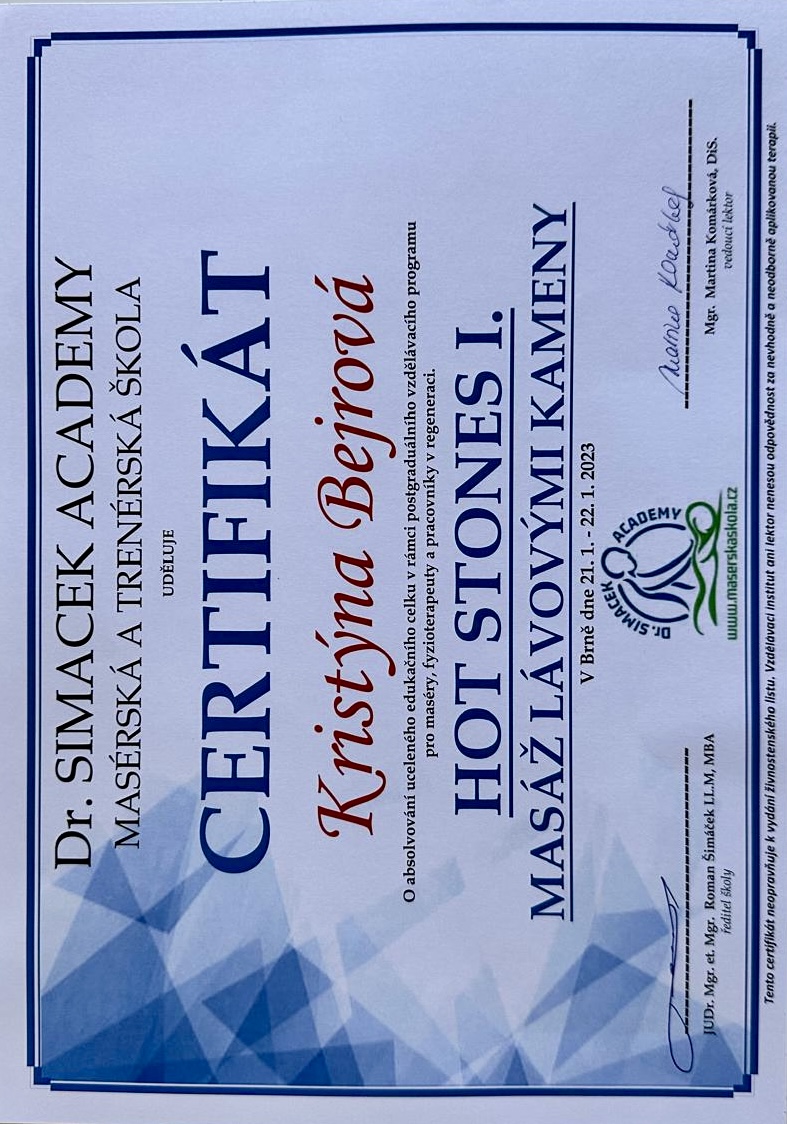 Dr. SIMACEK ACADEMY
MASÉRSKÁ A TRENÉRSKÁ ŠKOLA
UDĚLUJE
CERTIFIKÁT
Kristýna Bejrová
O absolvování uceleného edukačního celku v rámci postgraduálního vzdělávacího programu
pro maséry, fyzioterapeuty a pracovníky v regeneraci.
HOT STONES I.
MASÁŽ LÁVOVÝMI KAMENY
V Brně dne 21. 1. - 22. 1. 2023
Dr. SIMACEK ACADEMY
www.maserskaskola.cz
JUDr. Mgr. et. Mgr. Roman Šimáček LL.M, MBA
ředitel školy
Mgr. Martina Komárková, DiS.
vedoucí lektor
Tento certifikát neopravňuje k vydání živnostenského listu. Vzdělávací institut ani lektor nenesou odpovědnost za nevhodně a neodborně aplikovanou terapii.